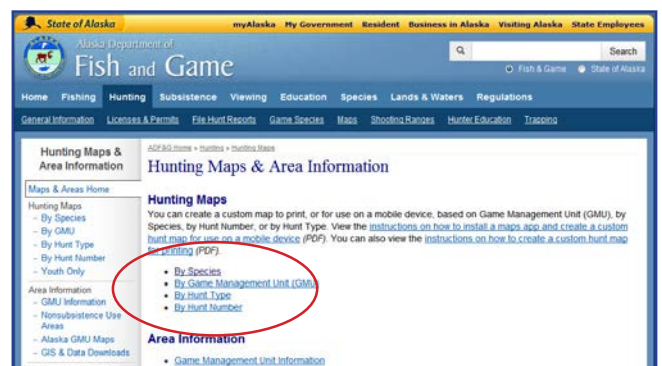 State of Alaska
myAlaska My Government Resident Business in Alaska Visiting Alaska State Employees
Alaska Department of
Fish and Game
Search
Fish & Game State of Alaska
Home Fishing Hunting Subsistence Viewing Education Species Lands & Waters Regulations
General Information Licenses & Permits File Hunt Reports Game Species Maps Shooting Ranges Hunter Education Trapping
Hunting Maps &
Area Information
Maps & Areas Home
Hunting Maps
- By Species
- By GMU
- By Hunt Type
- By Hunt Number
- Youth Only
Area Information
- GMU Information
- Nonsubsistence Use
Areas
- Alaska GMU Maps
- GIS & Data Downloads
ADF&G Home » Hunting » Hunting Maps
Hunting Maps & Area Information
Hunting Maps
You can create a custom map to print, or for use on a mobile device, based on Game Management Unit (GMU), by
Species, by Hunt Number, or by Hunt Type. View the instructions on how to install a maps app and create a custom
hunt map for use on a mobile device (PDF). You can also view the instructions on how to create a custom hunt map
for printing (PDF).
• By Species
• By Game Management Unit (GMU)
• By Hunt Type
• By Hunt Number
Area Information
• Game Management Unit Information